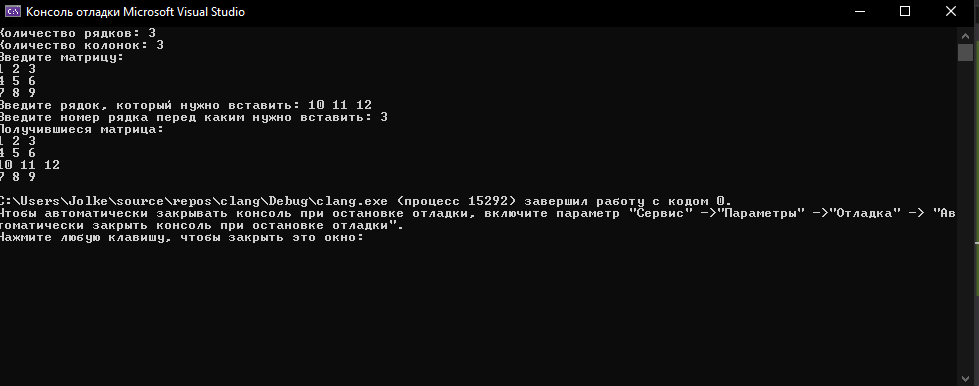 Консоль отладки Microsoft Visual Studio
Количество рядков: 3
Количество колонок: 3
Введите матрицу:
1 2 3
4 5 6
7 8 9
Введите рядок, который нужно вставить: 10 11 12
Введите номер рядка перед каким нужно вставить: 3
Получившиеся матрица:
1 2 3
4 5 6
10 11 12
7 8 9
C:\Users\Jolke\source\repos\clang\Debug\clang.exe (процесс 15292) завершил работу с кодом 0.
Чтобы автоматически закрывать консоль при остановке отладки, включите параметр "Сервис" ->"Параметры" ->"Отладка" -> "Ав
томатически закрыть консоль при остановке отладки".
Нажмите любую клавишу, чтобы закрыть это окно: